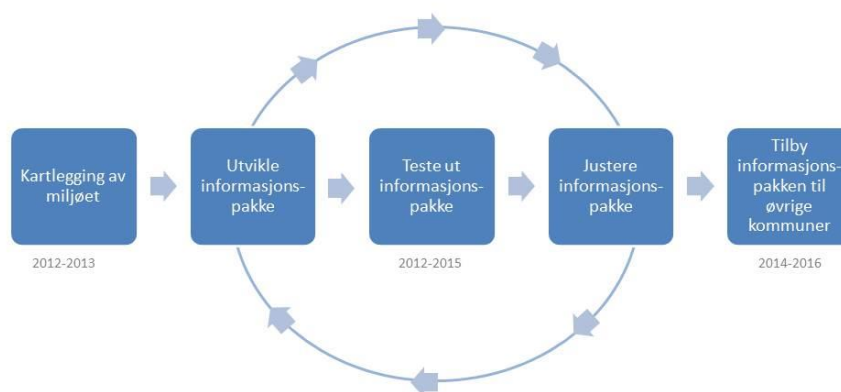 Kartlegging av
miljøet
2012-2013
Utvikle
informasjons-
pakke
Teste ut
informasjons-
pakke
2012-2015
Justere
informasjons-
pakke
Tilby
informasjons-
pakken til
øvrige
kommuner
2014-2016